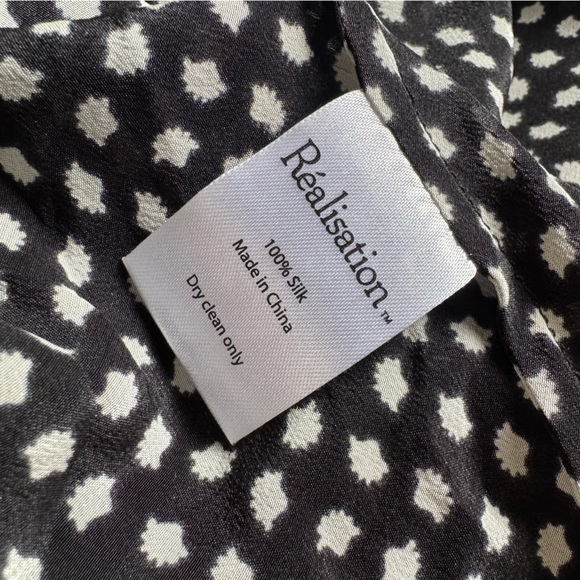 Réalisation™
100% Silk
Made in China
Dry clean only